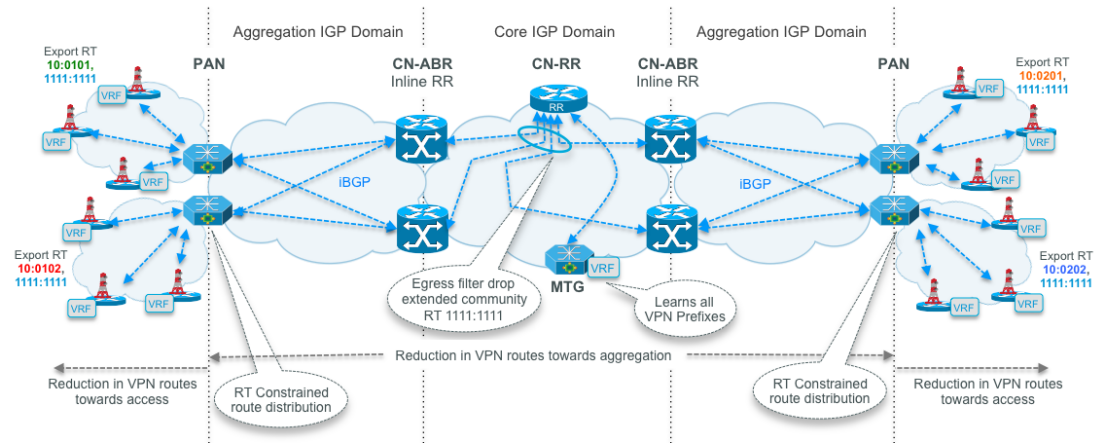 Aggregation IGP Domain
Core IGP Domain
Aggregation IGP Domain
Export RT
10:0101,
1111:1111
PAN
CN-ABR
Inline RR
CN-RR
CN-ABR
Inline RR
PAN
Export RT
10:0201,
1111:1111
VRF
VRF
VRF
RR
VRF
VRF
VRF
iBGP
iBGP
VRF
VRF
VRF
Export RT
10:0102,
1111:1111
VRF
VRF
VRF
Export RT
10:0202,
1111:1111
VRF
MTG
Egress filter drop
extended community
RT 1111:1111
Learns all
VPN Prefixes
Reduction in VPN routes towards aggregation
Reduction in VPN routes
towards access
RT Constrained
route distribution
RT Constrained
route distribution
Reduction in VPN routes
towards access